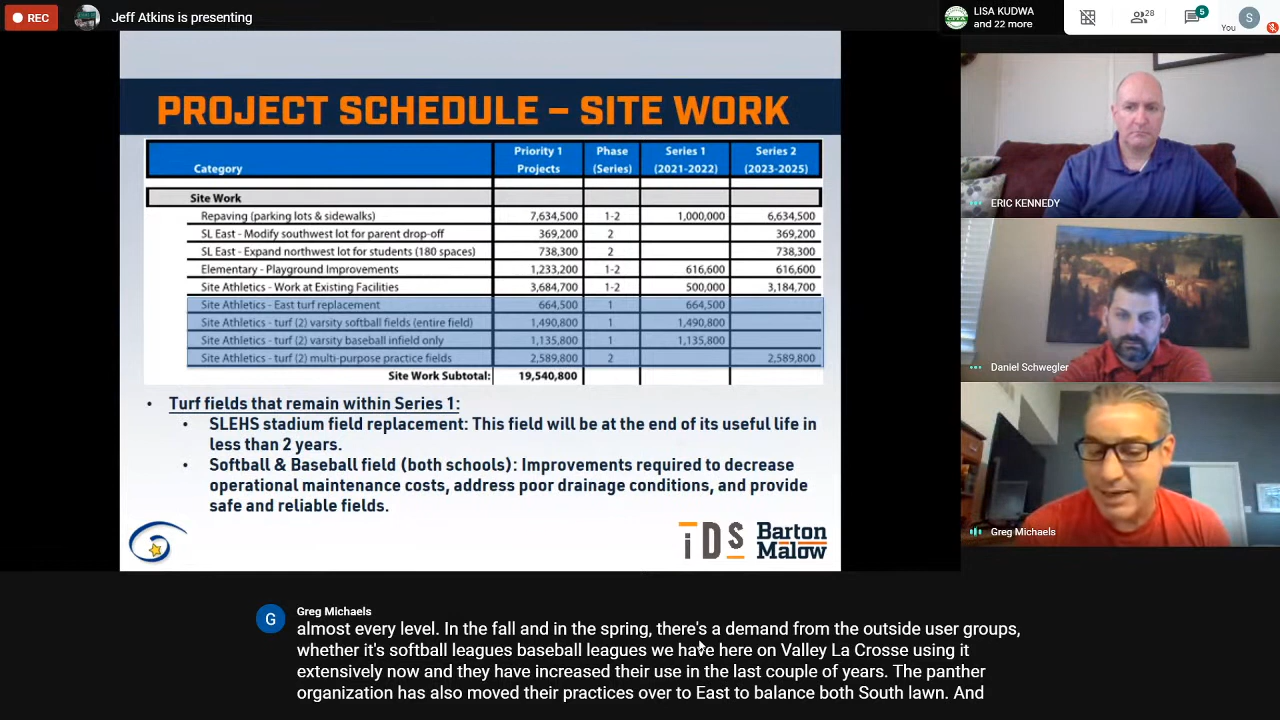 REC
Jeff Atkins is presenting
LISA KUDWA
and 22 more
28
5
You
S
PROJECT SCHEDULE – SITE WORK
Category Priority 1 Projects Phase (Series) Series 1 (2021-2022) Series 2 (2023-2025)
Site Work
Repaving (parking lots & sidewalks) 7,634,500 1-2 1,000,000 6,634,500
SL East - Modify southwest lot for parent drop-off 369,200 2 369,200
SL East - Expand northwest lot for students (180 spaces) 738,300 2 738,300
Elementary - Playground Improvements 1,233,200 1-2 616,600 616,600
Site Athletics - Work at Existing Facilities 3,684,700 1-2 500,000 3,184,700
Site Athletics - East turf replacement 664,500 1 664,500
Site Athletics - turf (2) varsity softball fields (entire field) 1,490,800 1 1,490,800
Site Athletics - turf (2) varsity baseball infield only 1,135,800 1 1,135,800
Site Athletics - turf (2) multi-purpose practice fields 2,589,800 2 2,589,800
Site Work Subtotal: 19,540,800
• Turf fields that remain within Series 1:
• SLEHS stadium field replacement: This field will be at the end of its useful life in
less than 2 years.
• Softball & Baseball field (both schools): Improvements required to decrease
operational maintenance costs, address poor drainage conditions, and provide
safe and reliable fields.
iDS
Barton
Malow
ERIC KENNEDY
Daniel Schwegler
Greg Michaels
G
Greg Michaels
almost every level. In the fall and in the spring, there's a demand from the outside user groups,
whether it's softball leagues baseball leagues we have here on Valley La Crosse using it
extensively now and they have increased their use in the last couple of years. The panther
organization has also moved their practices over to East to balance both South lawn. And